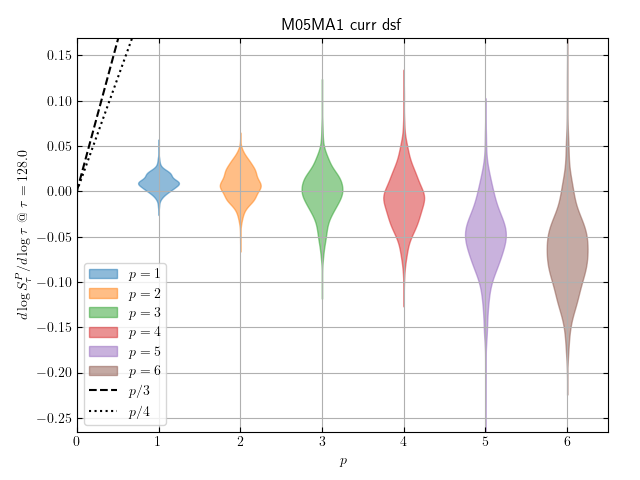 M05MA1 curr dsf
d log S_τ^P / d log τ @ τ = 128.0
0.15
0.10
0.05
0.00
−0.05
−0.10
−0.15
−0.20
−0.25
p = 1
p = 2
p = 3
p = 4
p = 5
p = 6
p/3
p/4
0 1 2 3 4 5 6
p